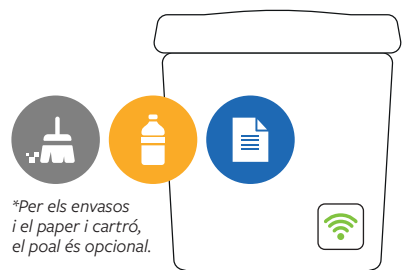 *Per els envasos
i el paper i cartró,
el poal és opcional.